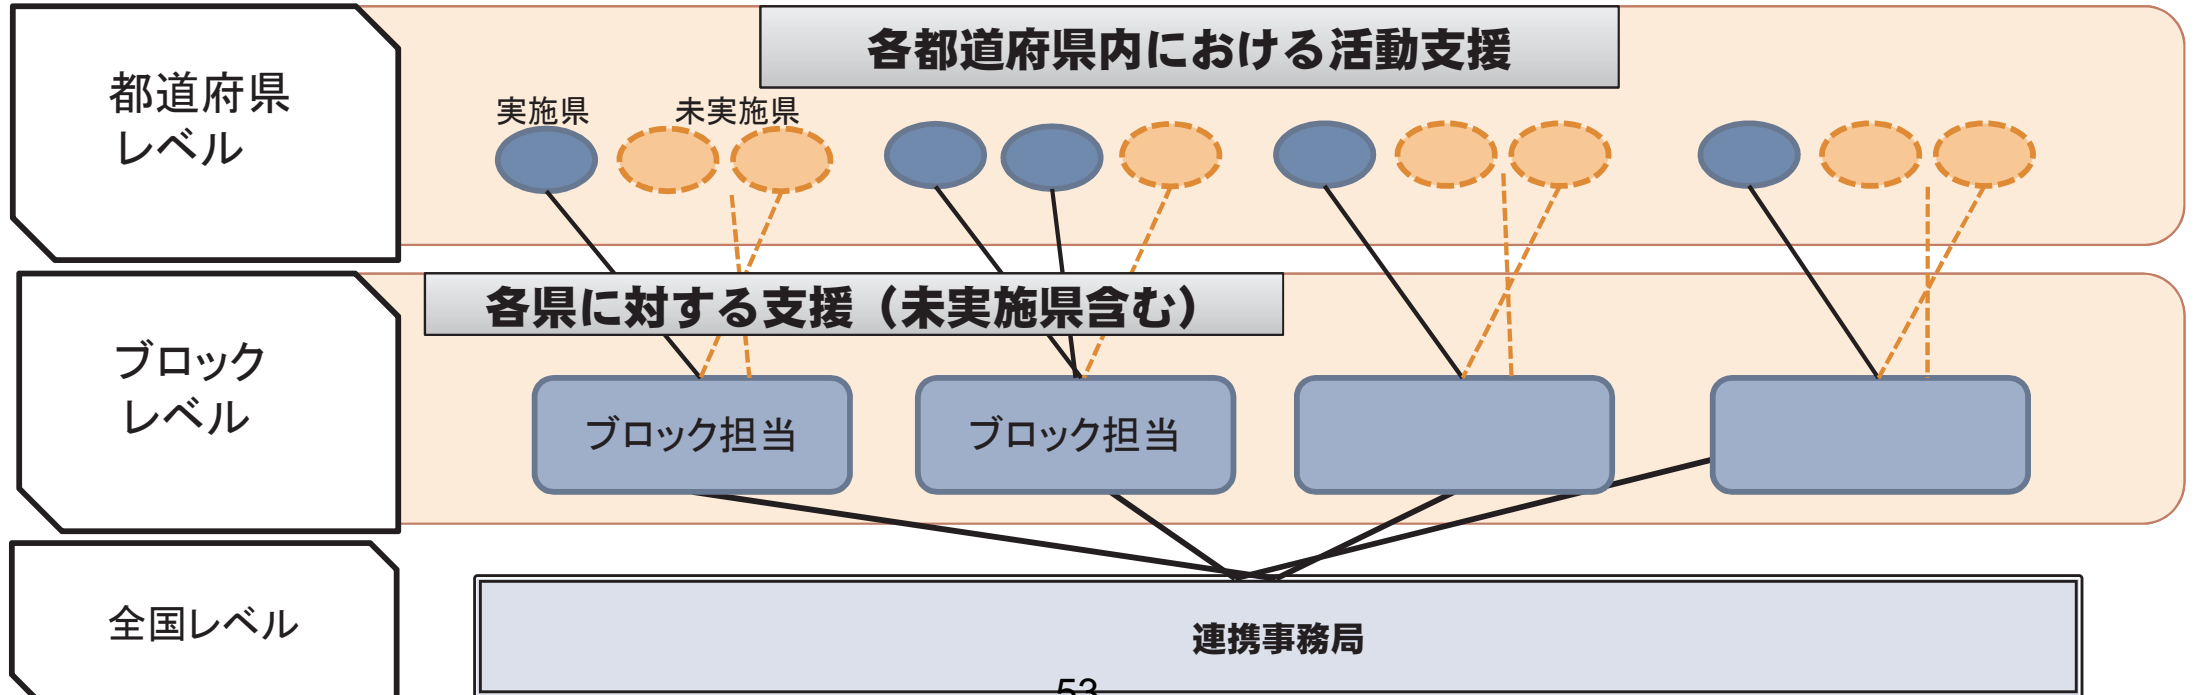 各都道府県内における活動支援
都道府県
レベル
実施県
未実施県
各県に対する支援（未実施県含む）
ブロック
レベル
ブロック担当
ブロック担当
全国レベル
連携事務局
53